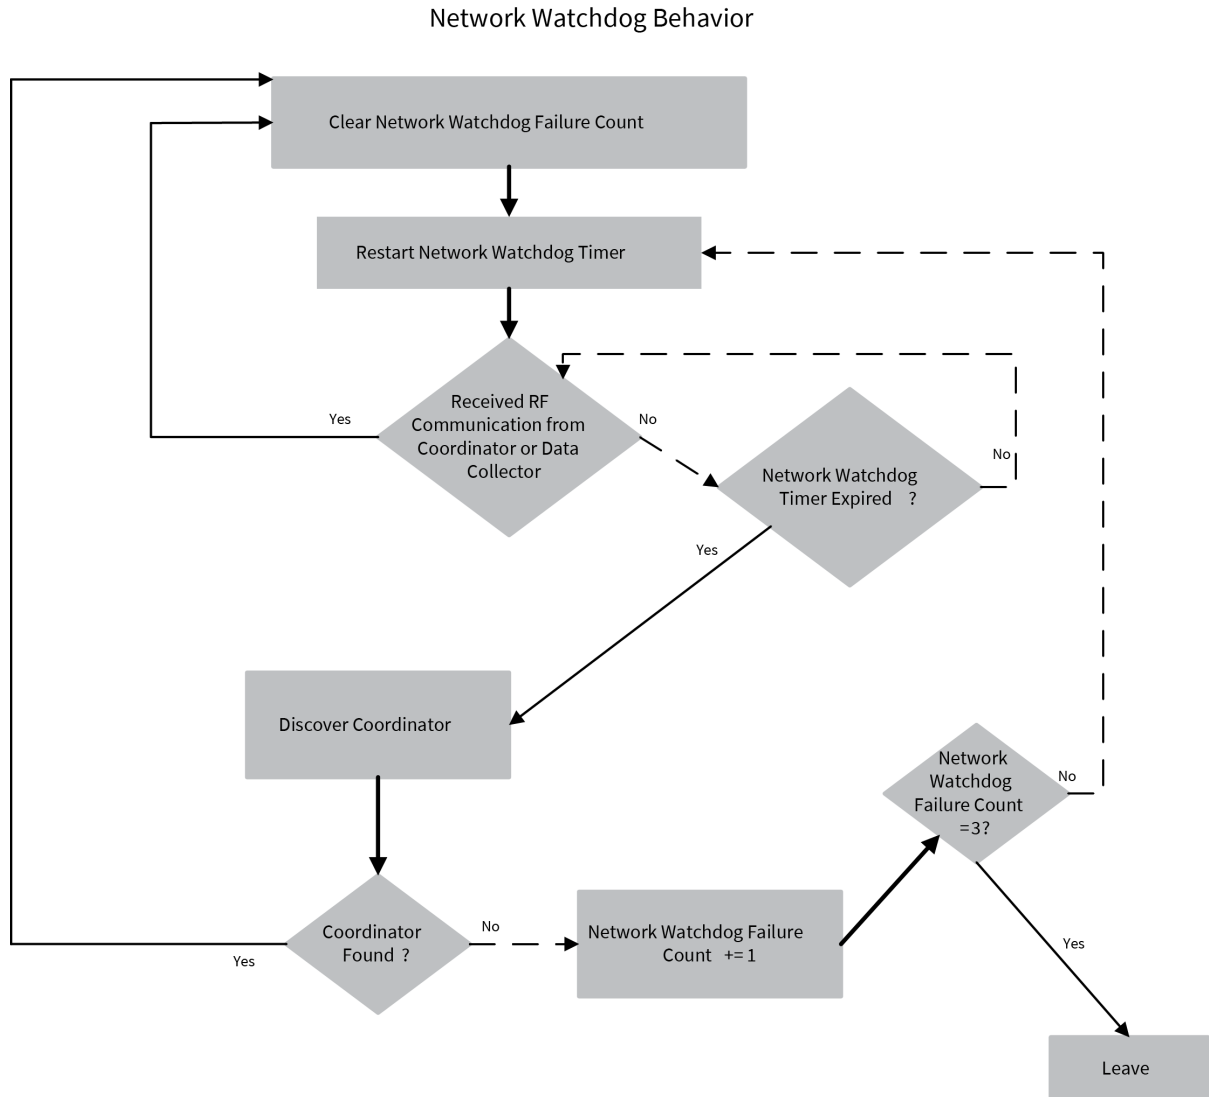 Network Watchdog Behavior
Clear Network Watchdog Failure Count
Restart Network Watchdog Timer
Received RF
Communication from
Coordinator or Data
Collector
Yes
No
Network Watchdog
Timer Expired ?
No
Yes
Discover Coordinator
Network
Watchdog
Failure Count
=3?
No
Coordinator
Found ?
No
Yes
Network Watchdog Failure
Count += 1
Yes
Leave